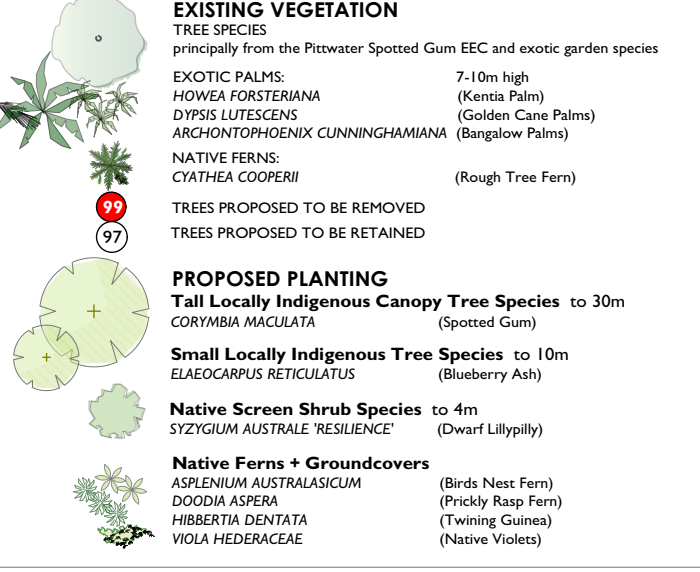 EXISTING VEGETATION
TREE SPECIES
principally from the Pittwater Spotted Gum EEC and exotic garden species
EXOTIC PALMS: 7-10m high
HOWEA FORSTERIANA (Kentia Palm)
DYPSIS LUTESCENS (Golden Cane Palms)
ARCHONTOPHOENIX CUNNINGHAMIANA (Bangalow Palms)
NATIVE FERNS:
CYATHEA COOPERII (Rough Tree Fern)
99 TREES PROPOSED TO BE REMOVED
97 TREES PROPOSED TO BE RETAINED
PROPOSED PLANTING
Tall Locally Indigenous Canopy Tree Species to 30m
CORYMBIA MACULATA (Spotted Gum)
Small Locally Indigenous Tree Species to 10m
ELAEOCARPUS RETICULATUS (Blueberry Ash)
Native Screen Shrub Species to 4m
SYZYGIUM AUSTRALE 'RESILIENCE' (Dwarf Lillypilly)
Native Ferns + Groundcovers
ASPLENIUM AUSTRALASICUM (Birds Nest Fern)
DOODIA ASPERA (Prickly Rasp Fern)
HIBBERTIA DENTATA (Twining Guinea)
VIOLA HEDERACEAE (Native Violets)